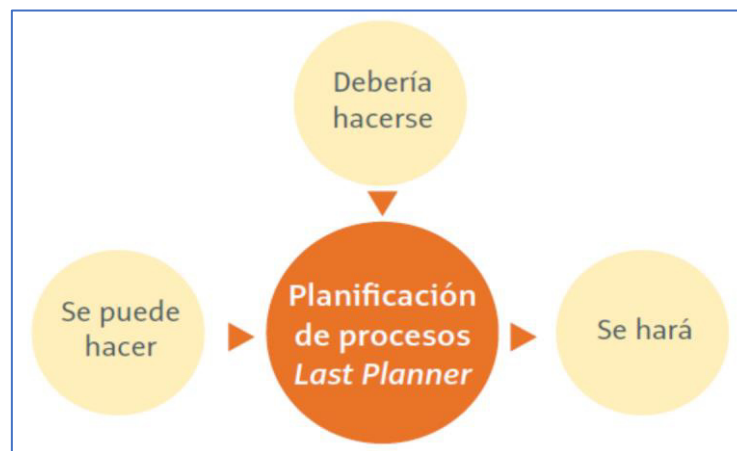 Debería
hacerse
Se puede
hacer
Planificación
de procesos
Last Planner
Se hará